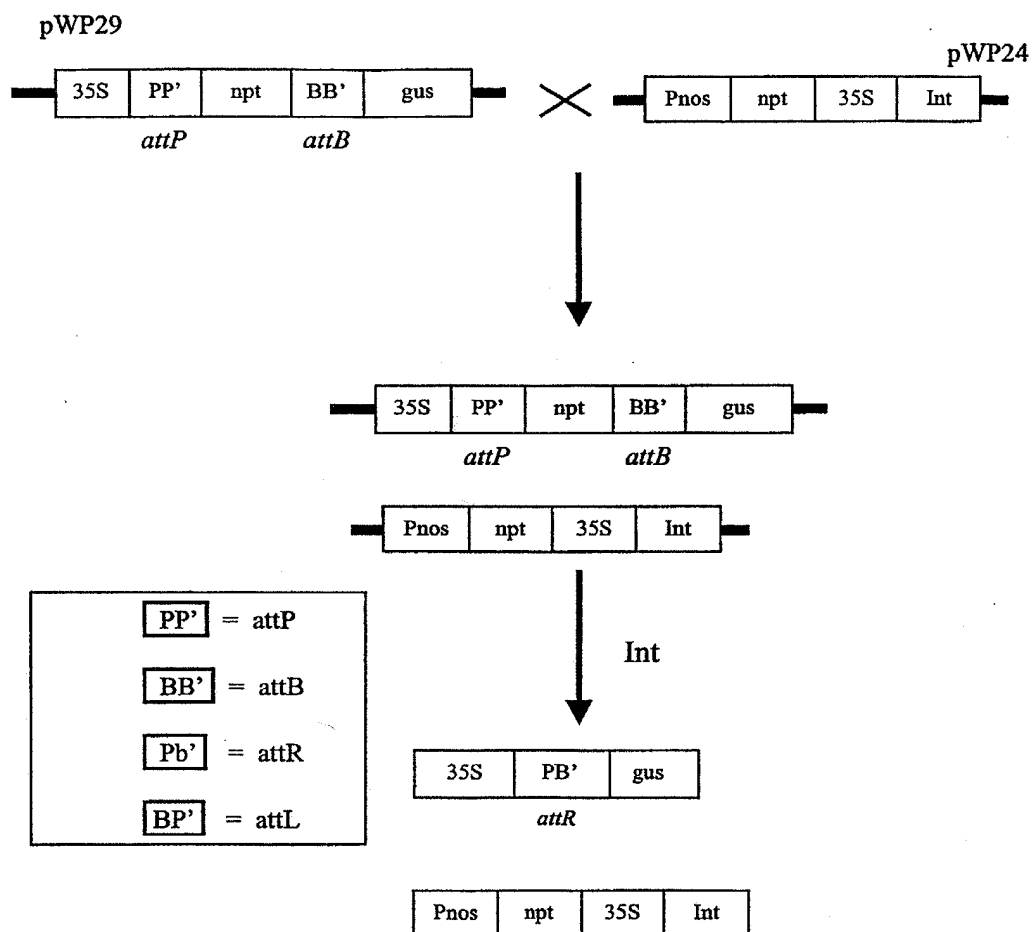 pWP29
pWP24
35S PP' npt BB' gus
attP attB
Pnos npt 35S Int
35S PP' npt BB' gus
attP attB
Pnos npt 35S Int
Int
PP' = attP
BB' = attB
Pb' = attR
BP' = attL
35S PB' gus
attR
Pnos npt 35S Int